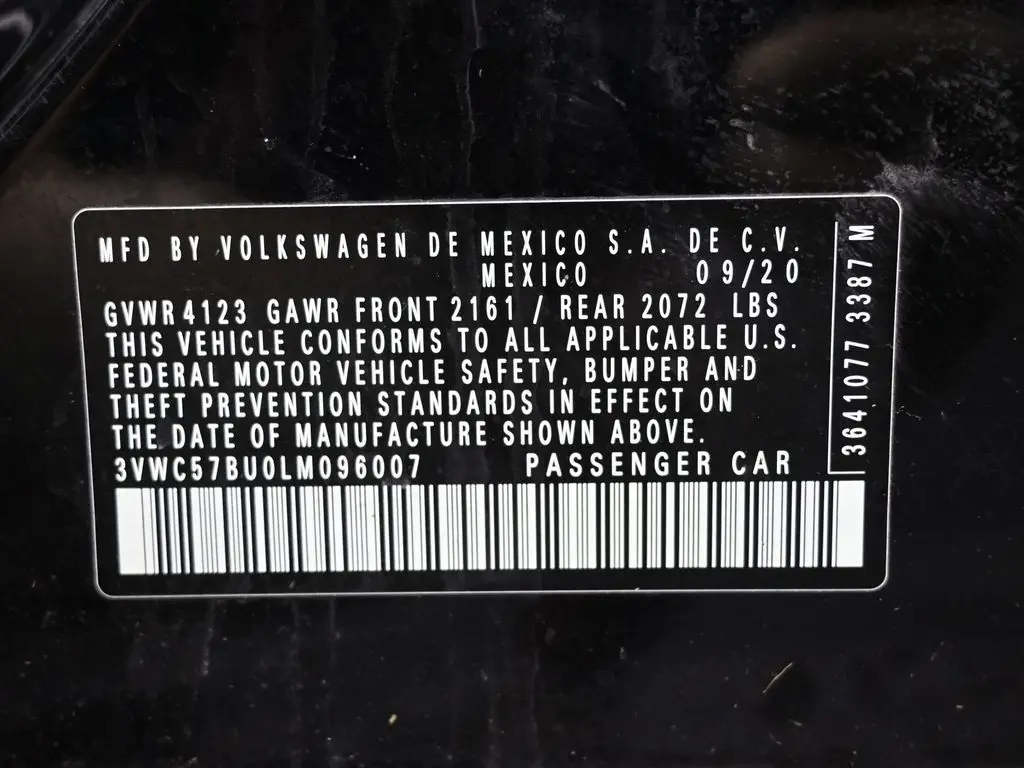 MFD BY VOLKSWAGEN DE MEXICO S.A. DE C.V.
MEXICO 09/20
GVWR 4123 GAWR FRONT 2161 / REAR 2072 LBS
THIS VEHICLE CONFORMS TO ALL APPLICABLE U.S.
FEDERAL MOTOR VEHICLE SAFETY, BUMPER AND
THEFT PREVENTION STANDARDS IN EFFECT ON
THE DATE OF MANUFACTURE SHOWN ABOVE.
3VWC57BU0LM096007 PASSENGER CAR
3641077 3387 M